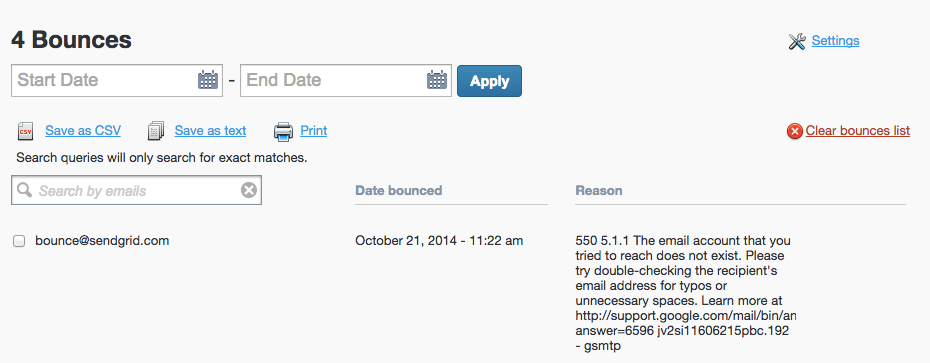 4 Bounces
Settings
Start Date - End Date Apply
CSV Save as CSV Save as text Print Clear bounces list
Search queries will only search for exact matches.
Search by emails Date bounced Reason
bounce@sendgrid.com October 21, 2014 - 11:22 am 550 5.1.1 The email account that you
tried to reach does not exist. Please
try double-checking the recipient's
email address for typos or
unnecessary spaces. Learn more at
http://support.google.com/mail/bin/an
answer=6596 jv2si11606215pbc.192
- gsmtp